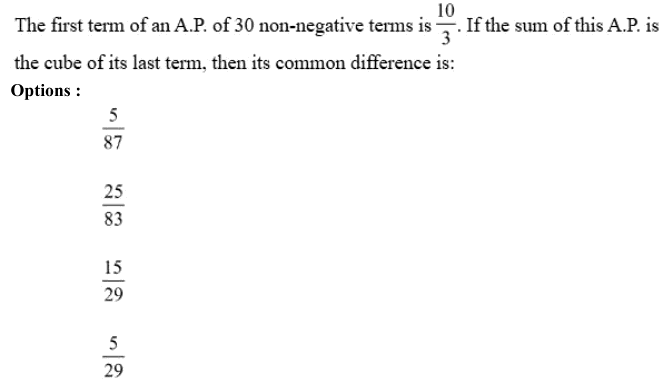 The first term of an A.P. of 30 non-negative terms is 10/3. If the sum of this A.P. is
the cube of its last term, then its common difference is:
Options :
5/87
25/83
15/29
5/29